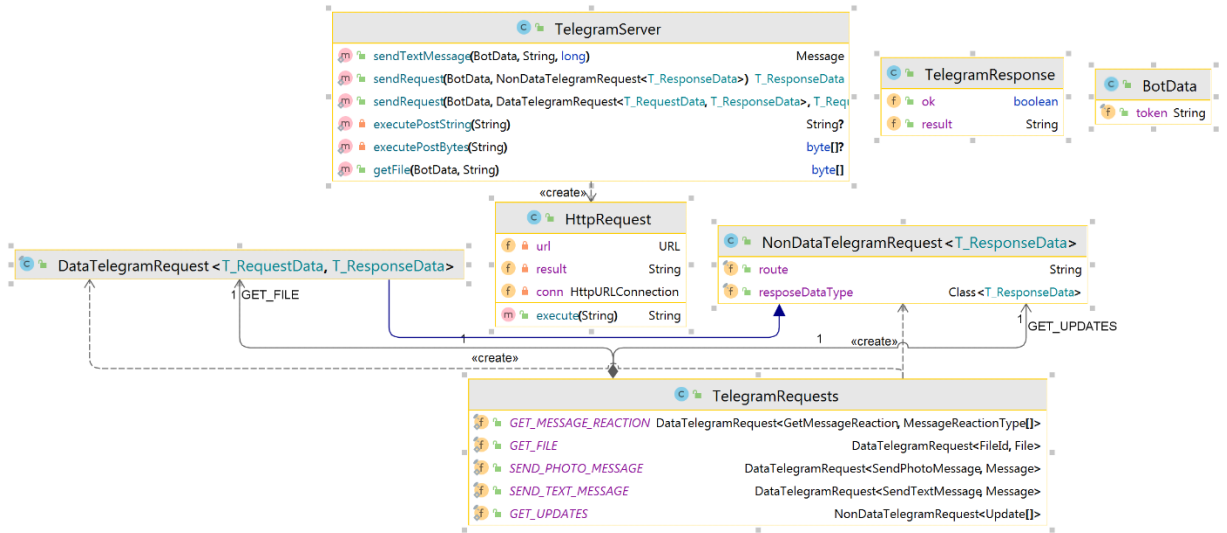 TelegramServer
sendTextMessage(BotData, String, long) Message
sendRequest(BotData, NonDataTelegramRequest<T_ResponseData>) T_ResponseData
sendRequest(BotData, DataTelegramRequest<T_RequestData, T_ResponseData>, T_Requ
executePostString(String) String?
executePostBytes(String) byte[]?
getFile(BotData, String) byte[]
TelegramResponse
ok boolean
result String
BotData
token String
«create»
HttpRequest
url URL
result String
conn HttpURLConnection
execute(String) String
DataTelegramRequest<T_RequestData, T_ResponseData>
NonDataTelegramRequest<T_ResponseData>
route String
resposeDataType Class<T_ResponseData>
1 GET_FILE
1
GET_UPDATES
1
1
«create»
«create»
TelegramRequests
GET_MESSAGE_REACTION DataTelegramRequest<GetMessageReaction, MessageReactionType[]>
GET_FILE DataTelegramRequest<FileId, File>
SEND_PHOTO_MESSAGE DataTelegramRequest<SendPhotoMessage, Message>
SEND_TEXT_MESSAGE DataTelegramRequest<SendTextMessage, Message>
GET_UPDATES NonDataTelegramRequest<Update[]>